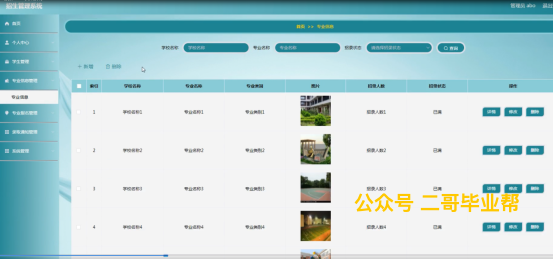 招生管理系统
管理员 abo 退出
首页
个人中心
学生管理
专业信息管理
专业信息
专业报名管理
录取通知管理
系统管理
首页 >> 专业信息
学校名称 学校名称 专业名称 专业名称 招录状态 查询
新增 删除
索引 学校名称 专业名称 专业类别 图片 招录人数 招录状态 操作
1 学校名称1 专业名称1 专业类别1 招录人数1 已满 详情 修改 删除
2 学校名称2 专业名称2 专业类别2 招录人数2 已满 详情 修改 删除
3 学校名称3 专业名称3 专业类别3 招录人数3 已满 详情 修改 删除
公众号 二哥毕业帮
4 学校名称4 专业名称4 专业类别4 招录人数4 已满 详情 修改 删除